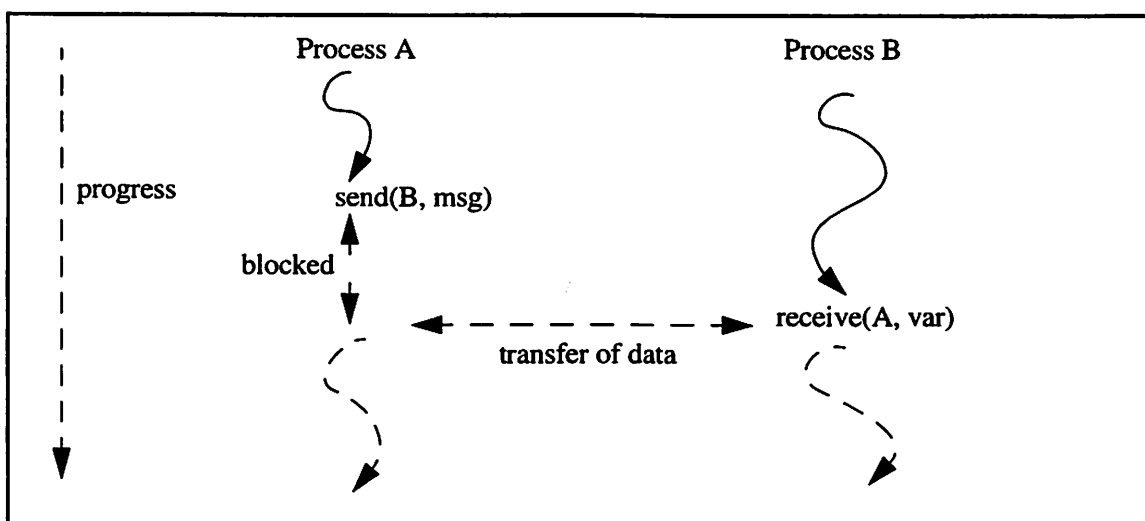 Process A
Process B
progress
send(B, msg)
blocked
receive(A, var)
transfer of data